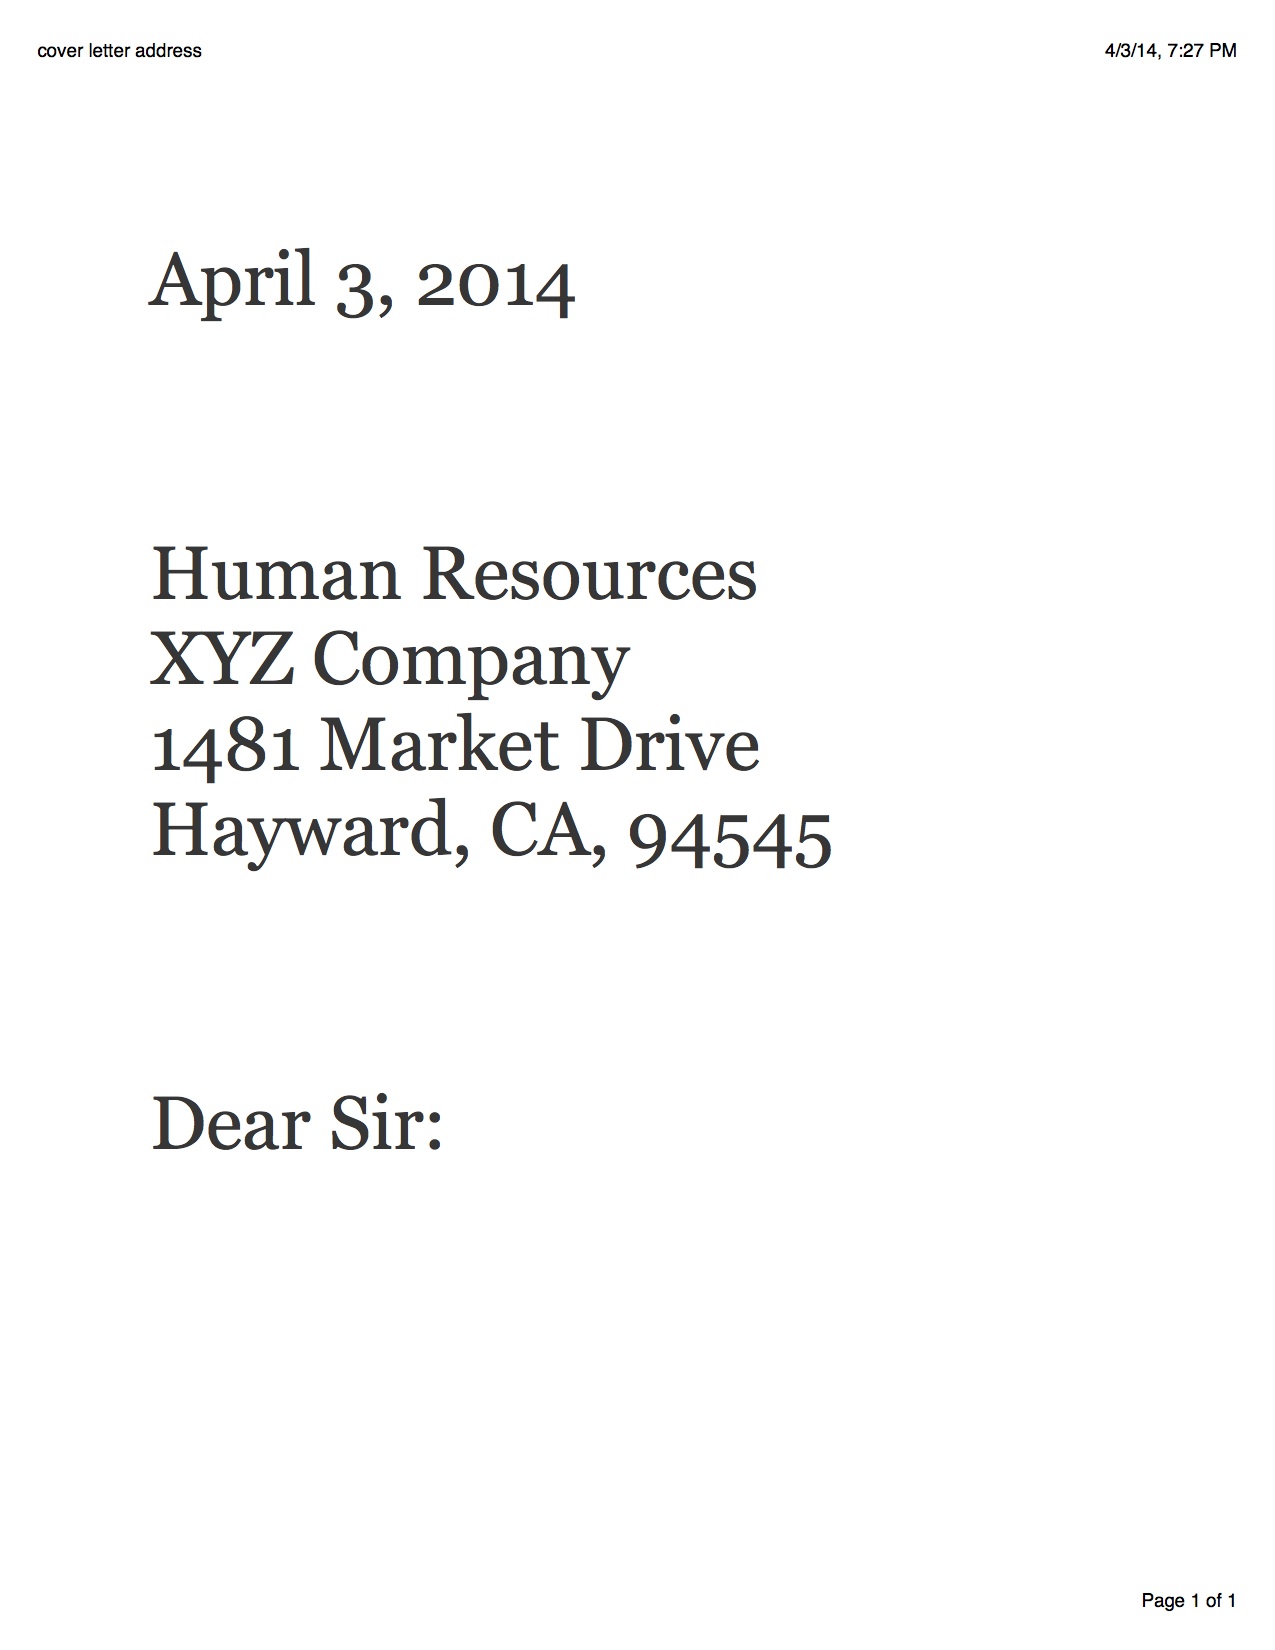 cover letter address 4/3/14, 7:27 PM
April 3, 2014
Human Resources
XYZ Company
1481 Market Drive
Hayward, CA, 94545
Dear Sir:
Page 1 of 1